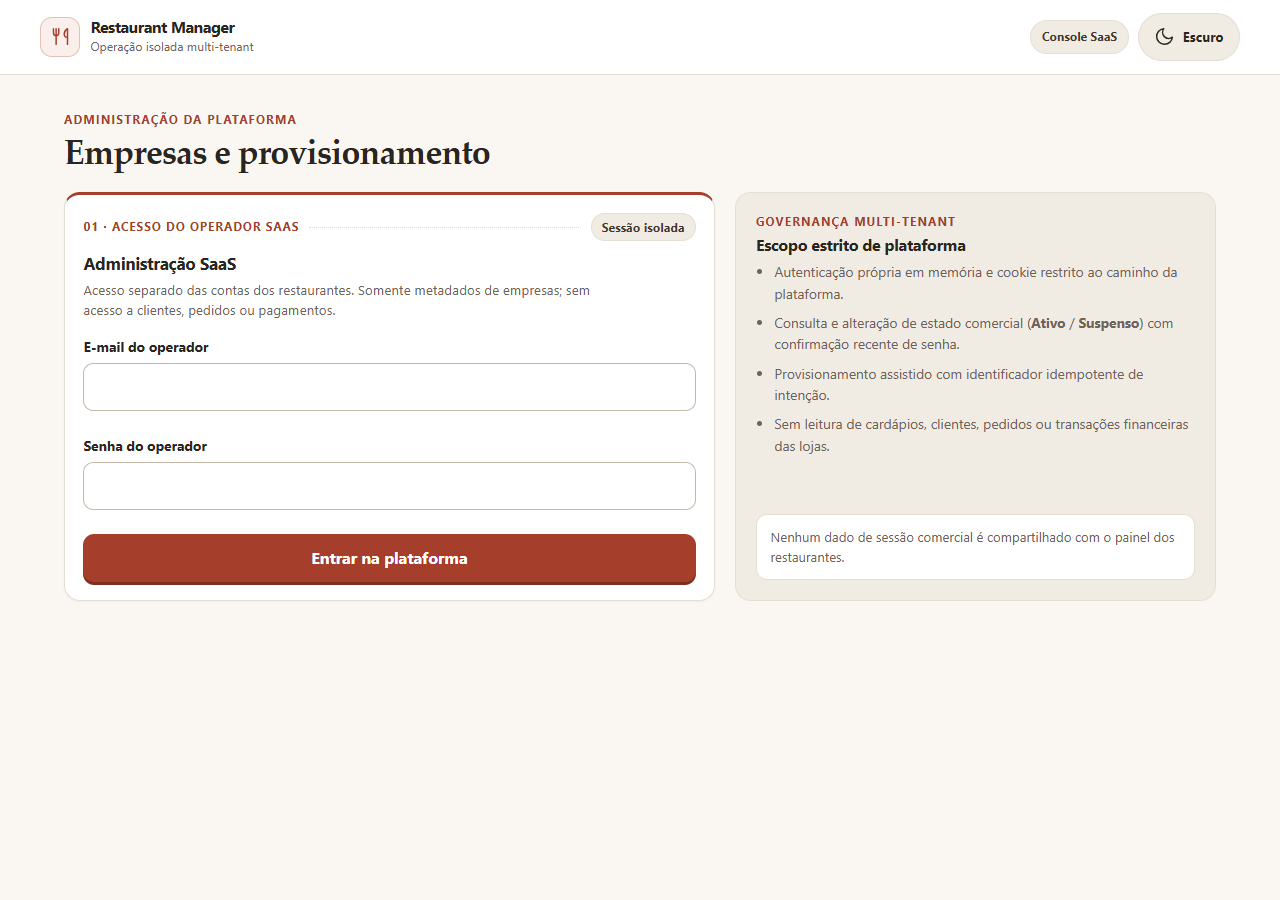 Restaurant Manager
Operação isolada multi-tenant
Console SaaS
Escuro
ADMINISTRAÇÃO DA PLATAFORMA
Empresas e provisionamento
01 · ACESSO DO OPERADOR SAAS
Sessão isolada
Administração SaaS
Acesso separado das contas dos restaurantes. Somente metadados de empresas; sem
acesso a clientes, pedidos ou pagamentos.
E-mail do operador
Senha do operador
Entrar na plataforma
GOVERNANÇA MULTI-TENANT
Escopo estrito de plataforma
• Autenticação própria em memória e cookie restrito ao caminho da
plataforma.
• Consulta e alteração de estado comercial (Ativo / Suspenso) com
confirmação recente de senha.
• Provisionamento assistido com identificador idempotente de
intenção.
• Sem leitura de cardápios, clientes, pedidos ou transações financeiras
das lojas.
Nenhum dado de sessão comercial é compartilhado com o painel dos
restaurantes.